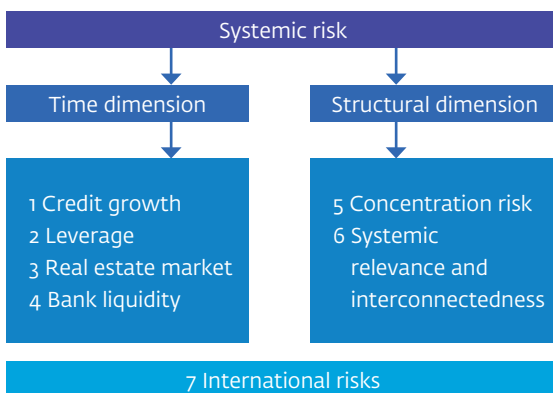 Systemic risk
Time dimension
Structural dimension
1 Credit growth
2 Leverage
3 Real estate market
4 Bank liquidity
5 Concentration risk
6 Systemic
relevance and
interconnectedness
7 International risks